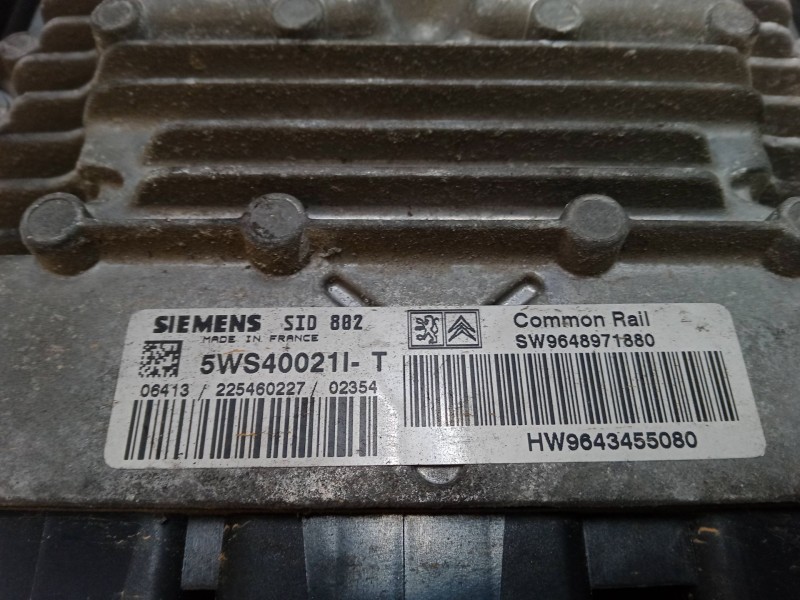 SIEMENS SID 802
MADE IN FRANCE
5WS40021I- T
06413 / 225460227 / 02354
Common Rail
SW9648971880
HW9643455080